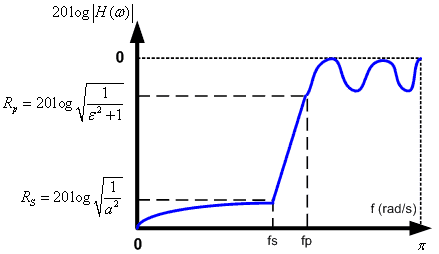 20log|H(ω)|
0
R_p = 20log√(1/(ε²+1))
R_S = 20log√(1/a²)
f (rad/s)
0
fs
fp
π